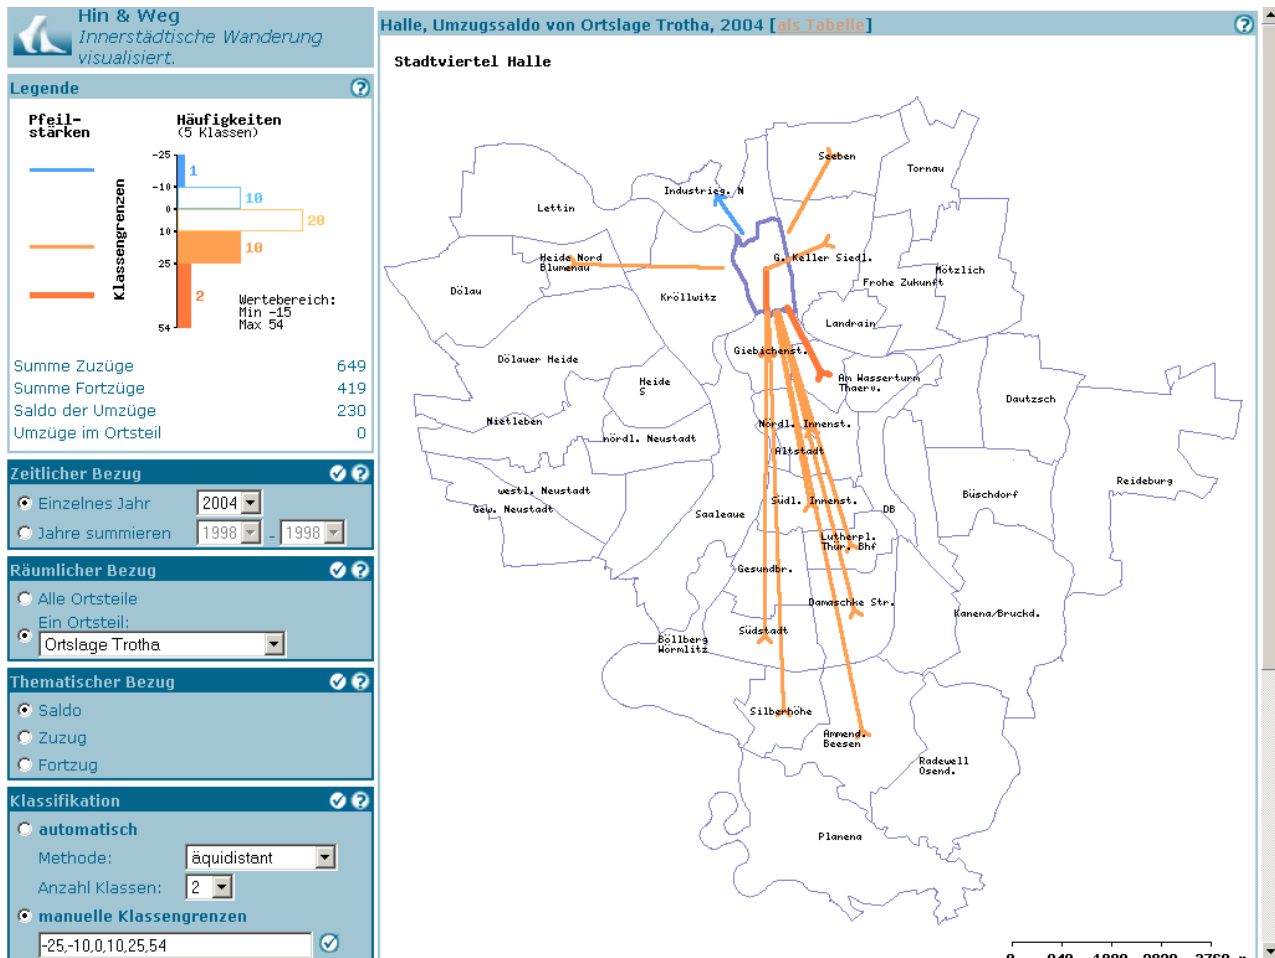 Hin & Weg
Innerstädtische Wanderung
visualisiert.
Legende
Pfeil-
stärken
Häufigkeiten
(5 Klassen)
Klassengrenzen
-25
-10
0
10
25
54
1
10
20
10
2
Wertebereich:
Min -15
Max 54
Summe Zuzüge 649
Summe Fortzüge 419
Saldo der Umzüge 230
Umzüge im Ortsteil 0
Zeitlicher Bezug
Einzelnes Jahr 2004
Jahre summieren 1998 - 1998
Räumlicher Bezug
Alle Ortsteile
Ein Ortsteil:
Ortslage Trotha
Thematischer Bezug
Saldo
Zuzug
Fortzug
Klassifikation
automatisch
Methode: äquidistant
Anzahl Klassen: 2
manuelle Klassengrenzen
-25,-10,0,10,25,54
Halle, Umzugssaldo von Ortslage Trotha, 2004 [als Tabelle]
Stadtviertel Halle
Seeben
Tornau
Industrieg. N
Lettin
Heide Nord
Blumenau
G. Keller Siedl.
Mötzlich
Frohe Zukunft
Dölau
Kröllwitz
Landrain
Giebichenst.
Dölauer Heide
Heide
S
Am Wasserturm
Thaerv.
Dautzsch
Nietleben
Nördl. Innenst.
nördl. Neustadt
Altstadt
Reideburg
westl. Neustadt
Büschdorf
Gew. Neustadt
Südl. Innenst.
DB
Saaleaue
Lutherpl.
Thür. Bhf
Gesundbr.
Damaschke Str.
Kanena/Bruckd.
Südstadt
Böllberg
Wörmlitz
Silberhöhe
Ammend.
Beesen
Radewell
Osend.
Planena